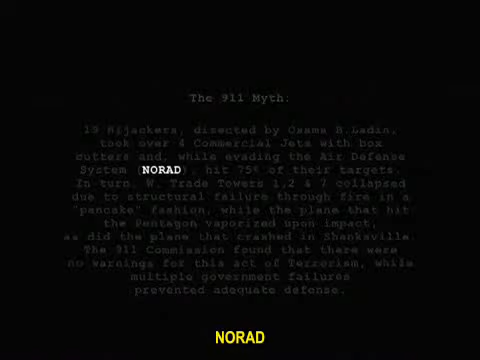 The 911 Myth:
19 Hijackers, directed by Osama B.Ladin,
took over 4 Commercial Jets with box
cutters and, while evading the Air Defense
System (NORAD), hit 75% of their targets.
In turn, W. Trade Towers 1,2 & 7 collapsed
due to structural failure through fire in a
"pancake" fashion, while the plane that hit
the Pentagon vaporized upon impact,
as did the plane that crashed in Shanksville.
The 911 Commission found that there were
no warnings for this act of Terrorism, while
multiple government failures
prevented adequate defense.
NORAD